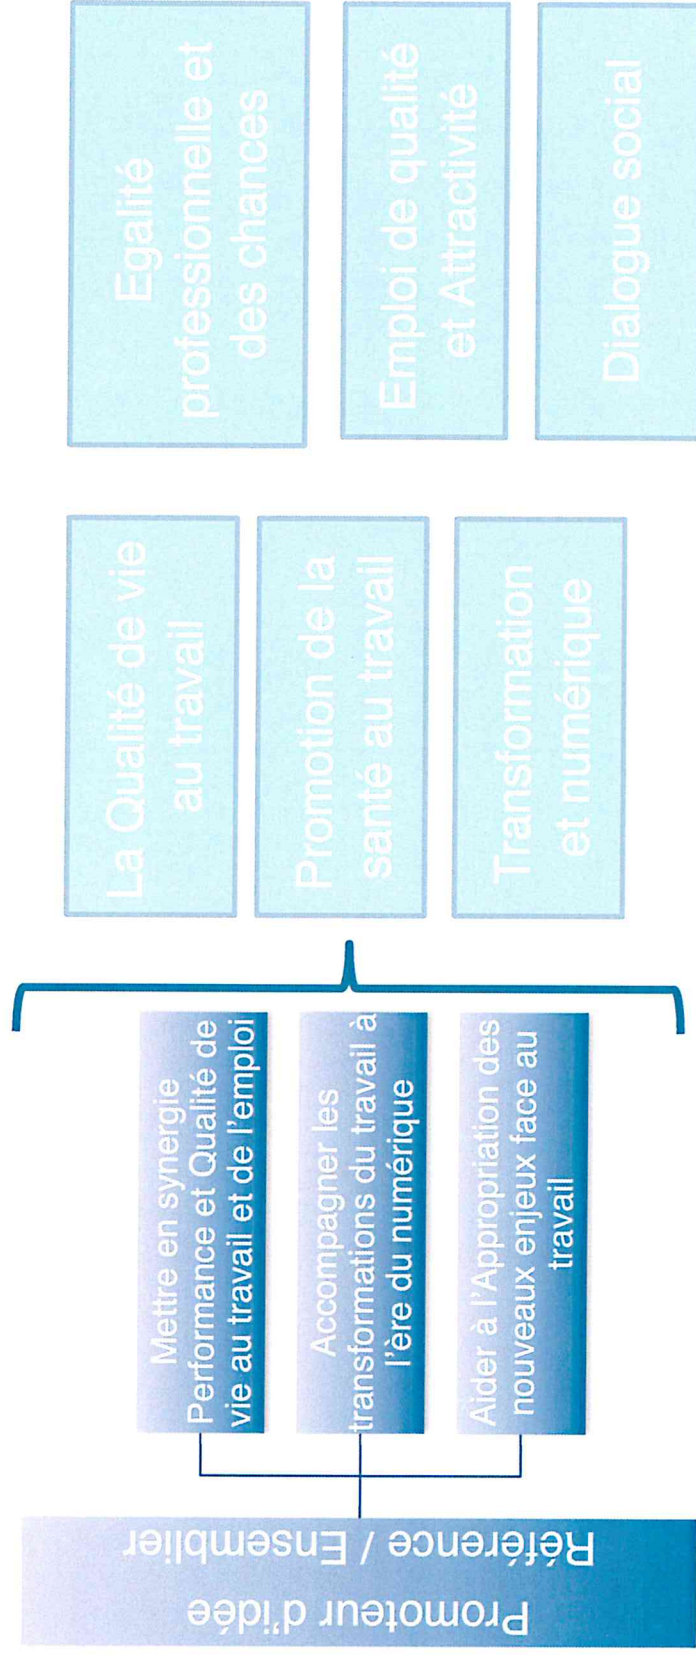 Promoteur d'idée
Référence / Ensemblier
Mettre en synergie
Performance et Qualité de
vie au travail et de l'emploi
Accompagner les
transformations du travail à
l'ère du numérique
Aider à l'Appropriation des
nouveaux enjeux face au
travail
La Qualité de vie
au travail
Promotion de la
santé au travail
Transformation
et numérique
Egalité
professionnelle et
des chances
Emploi de qualité
et Attractivité
Dialogue social